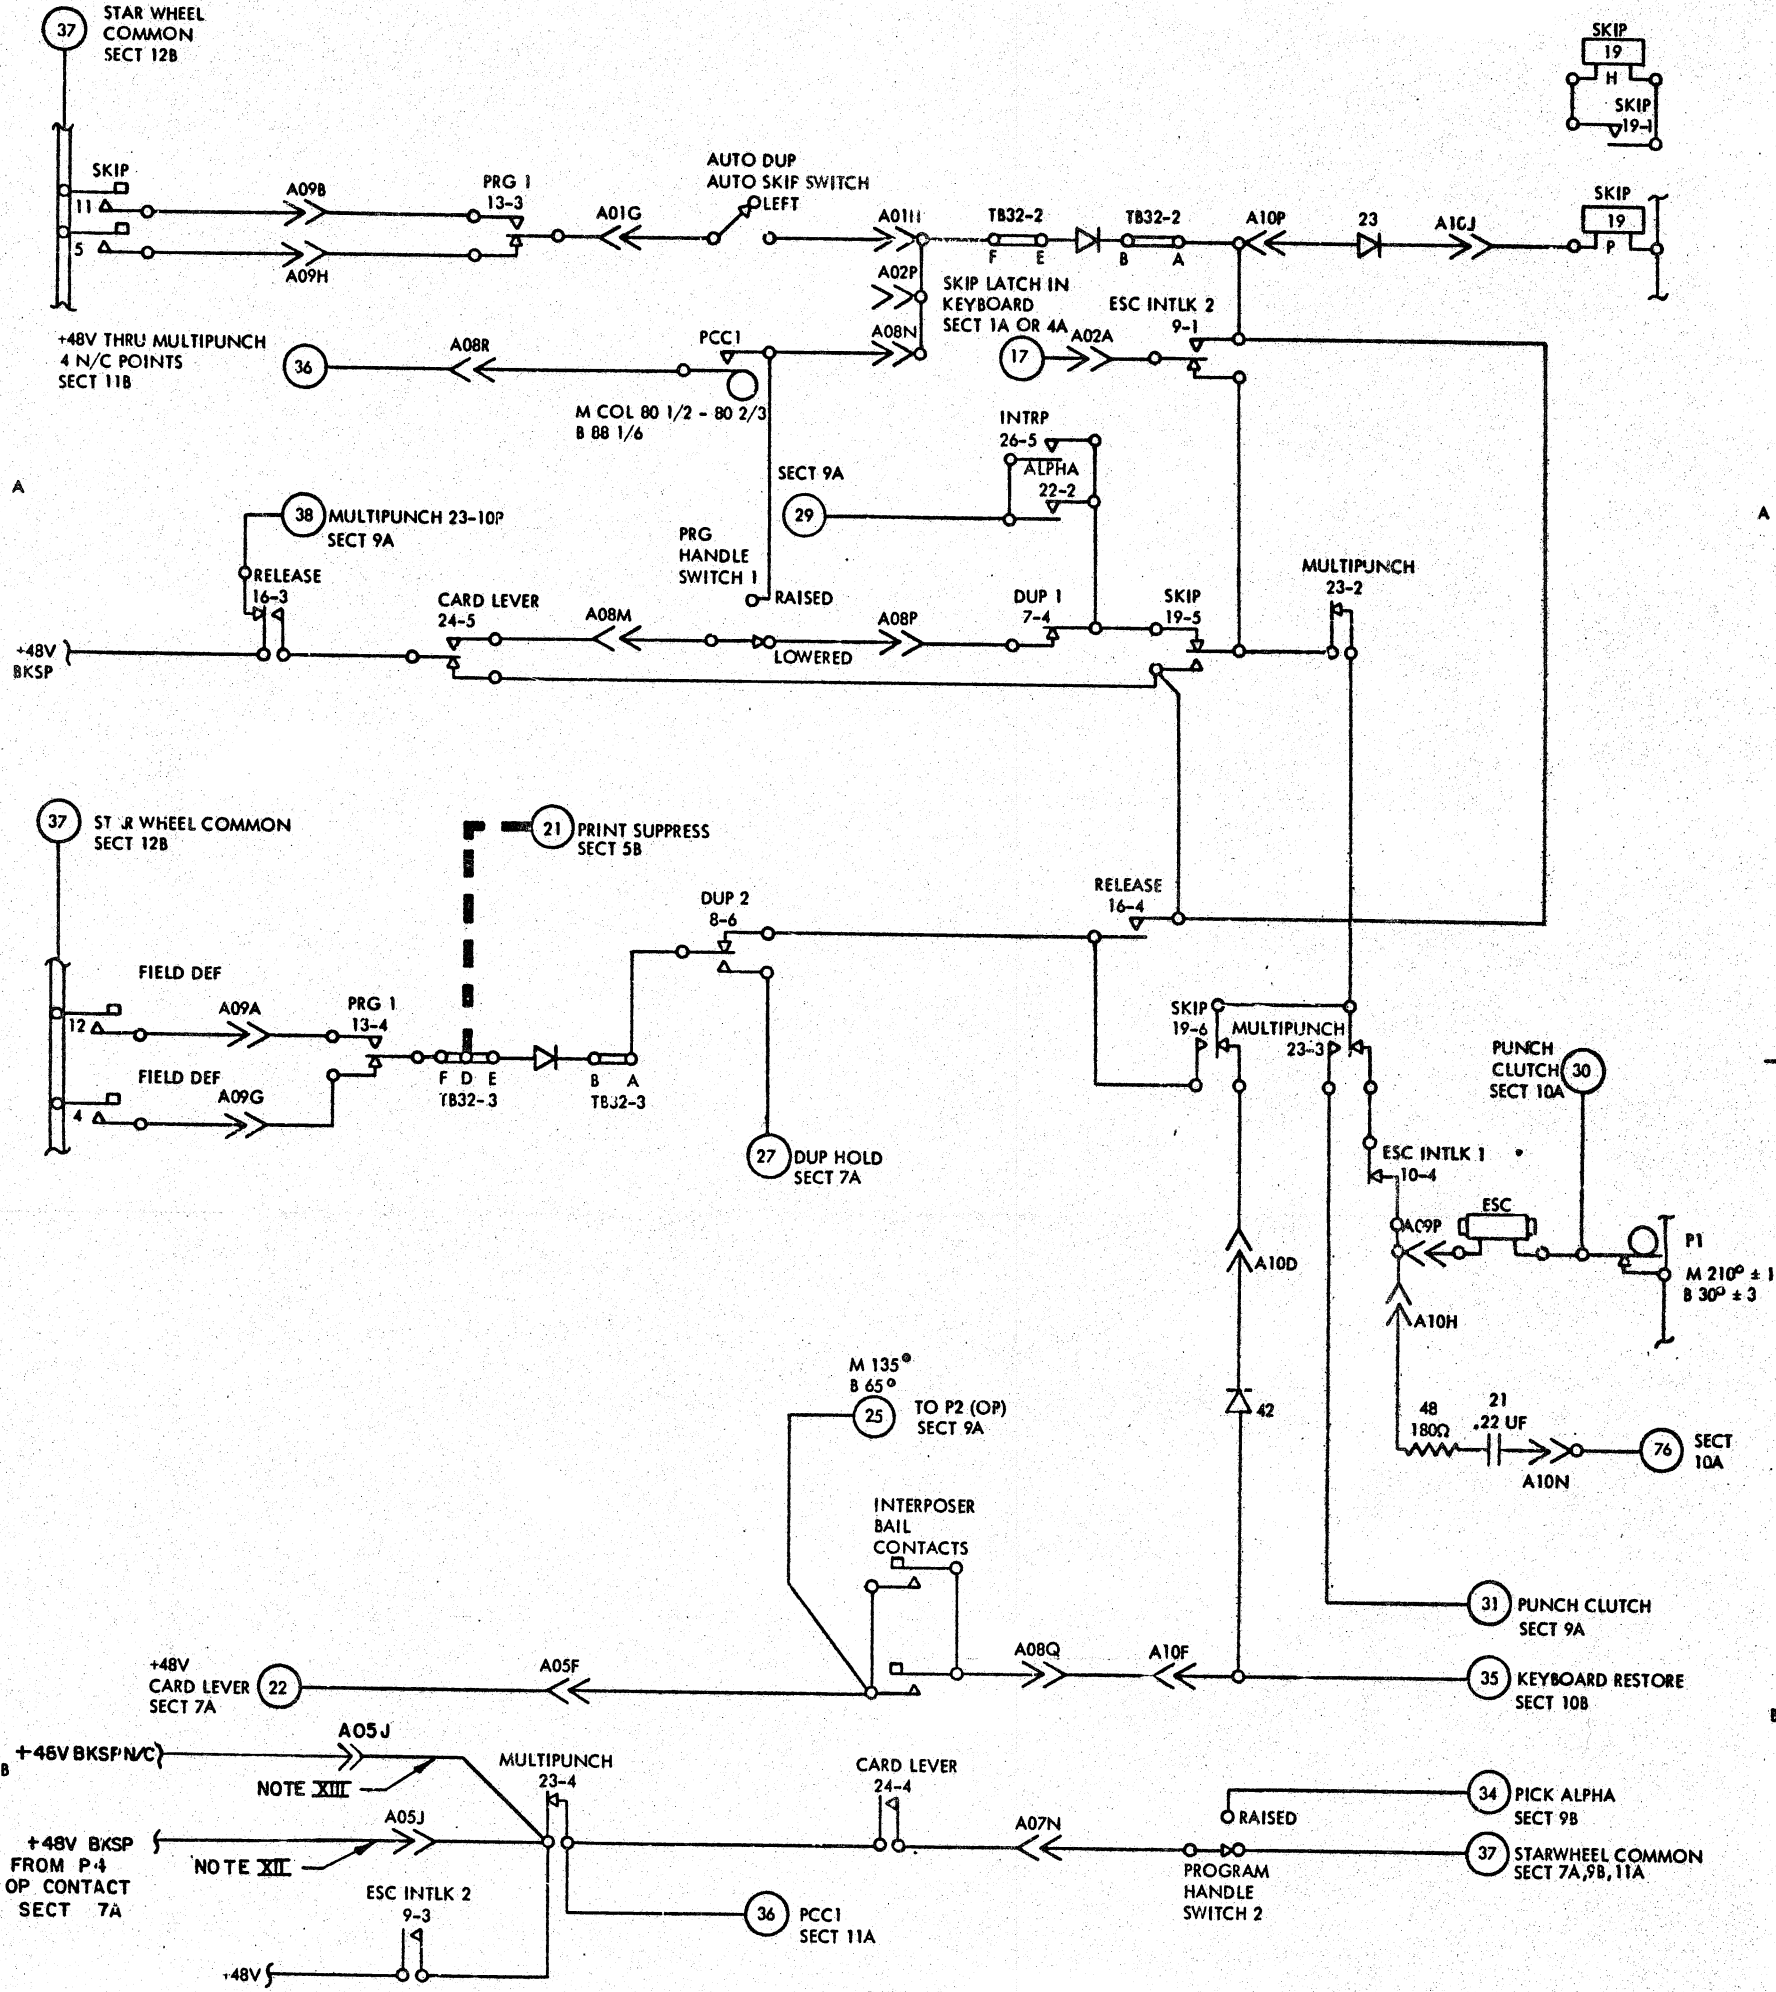 37
STAR WHEEL
COMMON
SECT 12B
SKIP
11
5
A09B
A09H
PRG 1
13-3
A01G
AUTO DUP
AUTO SKIP SWITCH
LEFT
A01H
A02P
A08N
TB32-2
F E
TB32-2
B A
A10P
23
A10J
SKIP
19
H
SKIP
19-1
SKIP
19
P
+48V THRU MULTIPUNCH
4 N/C POINTS
SECT 11B
36
A08R
PCC1
M COL 80 1/2 - 80 2/3
B 88 1/6
SKIP LATCH IN
KEYBOARD
SECT 1A OR 4A
17
A02A
ESC INTLK 2
9-1
INTRP
26-5
ALPHA
22-2
SECT 9A
29
A
A
38
MULTIPUNCH 23-10P
SECT 9A
RELEASE
16-3
+48V
BKSP
CARD LEVER
24-5
A08M
PRG
HANDLE
SWITCH 1
RAISED
LOWERED
A08P
DUP 1
7-4
SKIP
19-5
MULTIPUNCH
23-2
37
ST R WHEEL COMMON
SECT 12B
21
PRINT SUPPRESS
SECT 5B
FIELD DEF
12
A09A
PRG 1
13-4
FIELD DEF
4
A09G
F D E
TB32-3
B A
TB32-3
DUP 2
8-6
27
DUP HOLD
SECT 7A
RELEASE
16-4
SKIP
19-6
MULTIPUNCH
23-3
PUNCH
CLUTCH
SECT 10A
30
ESC INTLK 1
10-4
A09P
ESC
P1
M 210° ± 1
B 30° ± 3
A10D
A10H
42
48
180Ω
21
.22 UF
A10N
76
SECT
10A
M 135°
B 65°
25
TO P2 (OP)
SECT 9A
INTERPOSER
BAIL
CONTACTS
31
PUNCH CLUTCH
SECT 9A
+48V
CARD LEVER
SECT 7A
22
A05F
A08Q
A10F
35
KEYBOARD RESTORE
SECT 10B
B
+48V BKSP N/C
A05J
NOTE XIII
MULTIPUNCH
23-4
CARD LEVER
24-4
RAISED
34
PICK ALPHA
SECT 9B
+48V BKSP
FROM P4
OP CONTACT
SECT 7A
A05J
NOTE XII
A07N
PROGRAM
HANDLE
SWITCH 2
37
STARWHEEL COMMON
SECT 7A,9B,11A
ESC INTLK 2
9-3
36
PCC1
SECT 11A
+48V